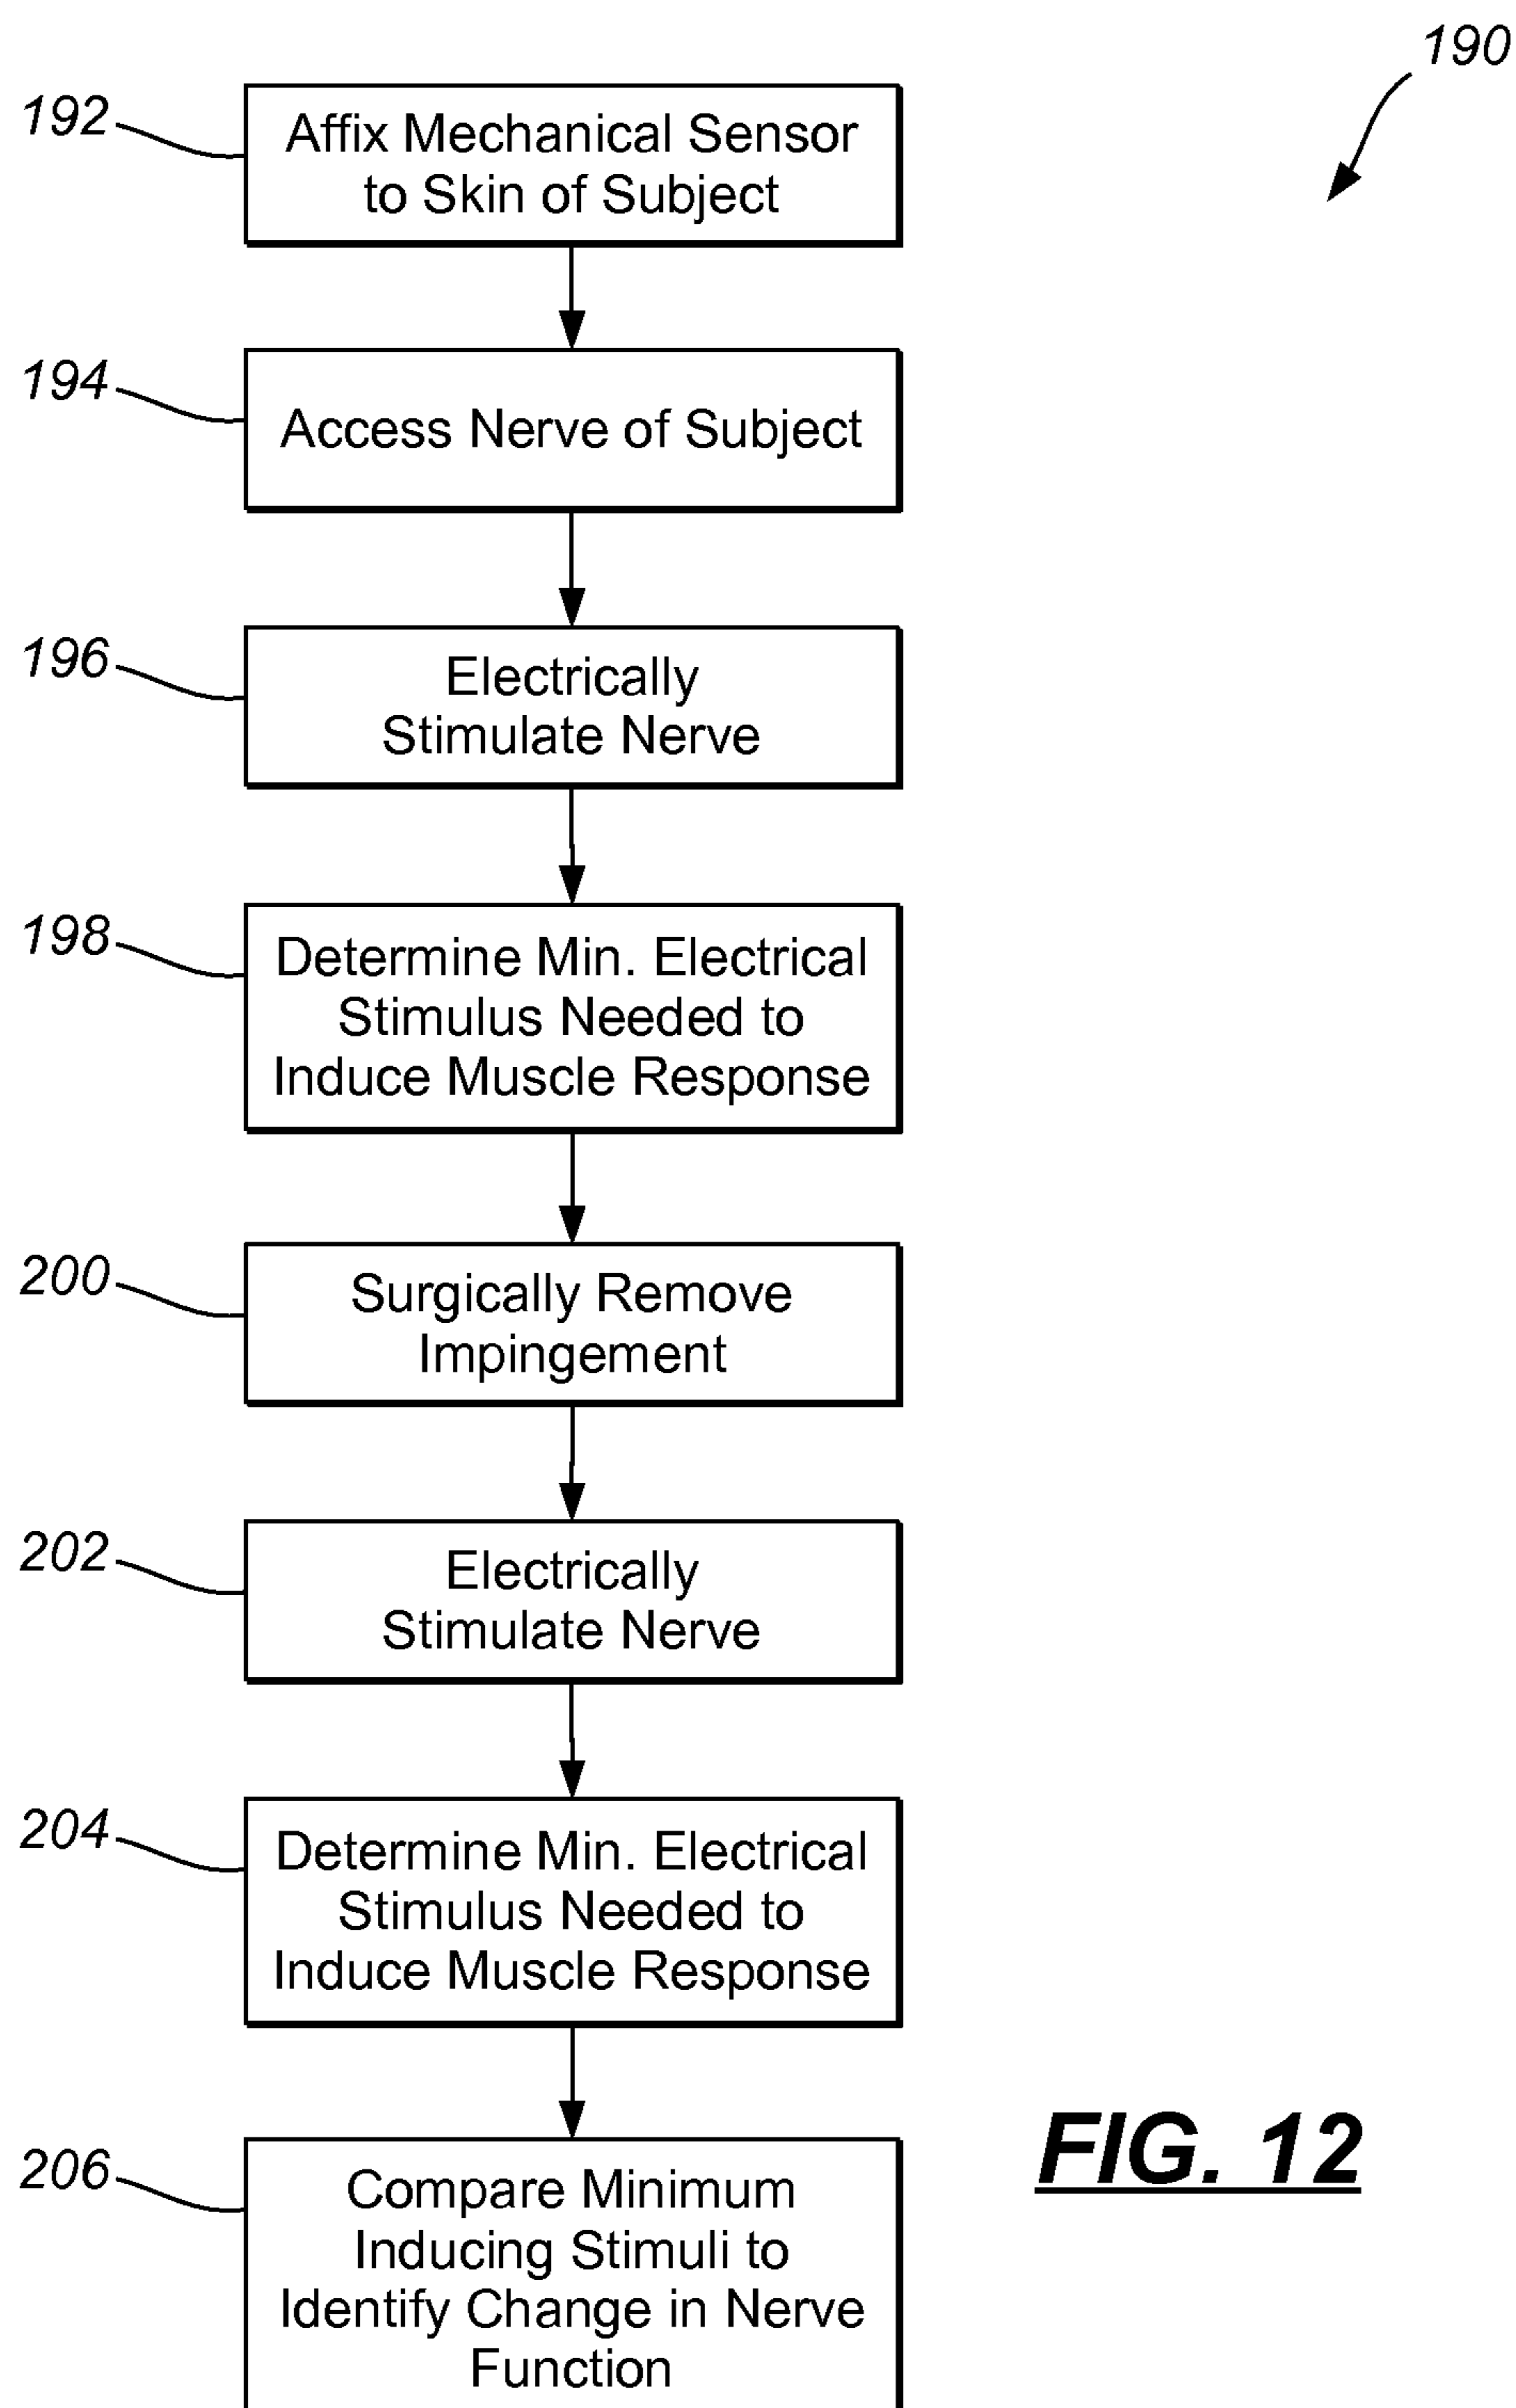 190
192
Affix Mechanical Sensor
to Skin of Subject
194
Access Nerve of Subject
196
Electrically
Stimulate Nerve
198
Determine Min. Electrical
Stimulus Needed to
Induce Muscle Response
200
Surgically Remove
Impingement
202
Electrically
Stimulate Nerve
204
Determine Min. Electrical
Stimulus Needed to
Induce Muscle Response
206
Compare Minimum
Inducing Stimuli to
Identify Change in Nerve
Function
FIG. 12